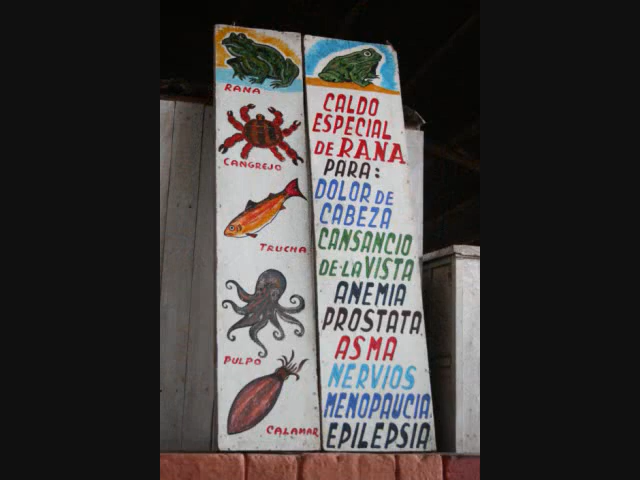 RANA
CANGREJO
TRUCHA
PULPO
CALAMAR
CALDO
ESPECIAL
DE RANA
PARA:
DOLOR DE
CABEZA
CANSANCIO
DE·LA VISTA
ANEMIA
PROSTATA
ASMA
NERVIOS
MENOPAUCIA
EPILEPSIA